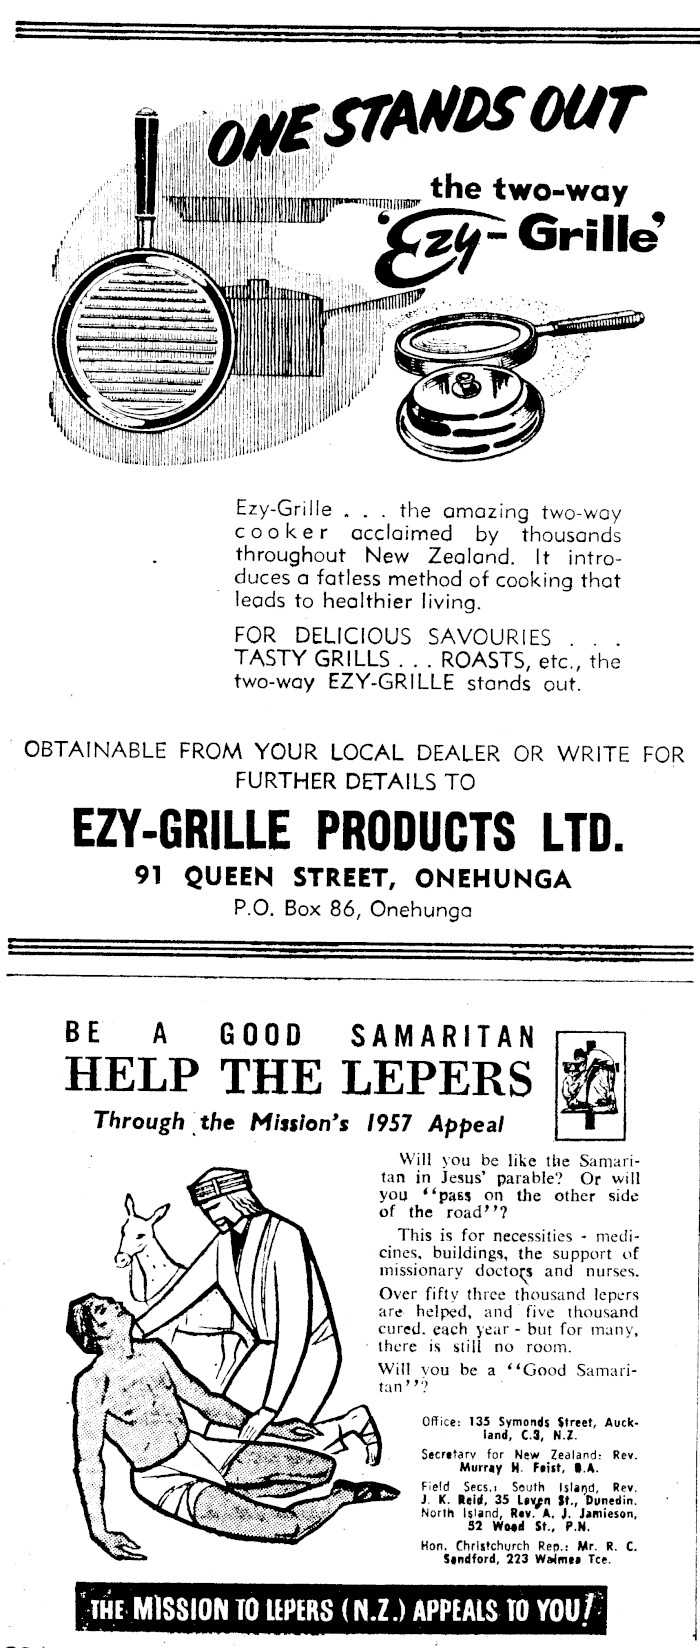 ONE STANDS OUT
the two-way
'Ezy-Grille'
Ezy-Grille . . . the amazing two-way
cooker acclaimed by thousands
throughout New Zealand. It intro-
duces a fatless method of cooking that
leads to healthier living.
FOR DELICIOUS SAVOURIES . . .
TASTY GRILLS . . . ROASTS, etc., the
two-way EZY-GRILLE stands out.
OBTAINABLE FROM YOUR LOCAL DEALER OR WRITE FOR
FURTHER DETAILS TO
EZY-GRILLE PRODUCTS LTD.
91 QUEEN STREET, ONEHUNGA
P.O. Box 86, Onehunga
BE A GOOD SAMARITAN
HELP THE LEPERS
Through the Mission's 1957 Appeal
Will you be like the Samari-
tan in Jesus' parable? Or will
you "pass on the other side
of the road"?
This is for necessities - medi-
cines, buildings, the support of
missionary doctors and nurses.
Over fifty three thousand lepers
are helped, and five thousand
cured. each year - but for many,
there is still no room.
Will you be a "Good Samari-
tan"?
Office: 135 Symonds Street, Auck-
land, C.3, N.Z.
Secretary for New Zealand: Rev.
Murray H. Feist, B.A.
Field Secs.: South Island, Rev.
J. K. Reid, 35 Leven St., Dunedin.
North Island, Rev. A. J. Jamieson,
52 Wood St., P.N.
Hon. Christchurch Rep.: Mr. R. C.
Sandford, 223 Waimea Tce.
THE MISSION TO LEPERS (N.Z.) APPEALS TO YOU!